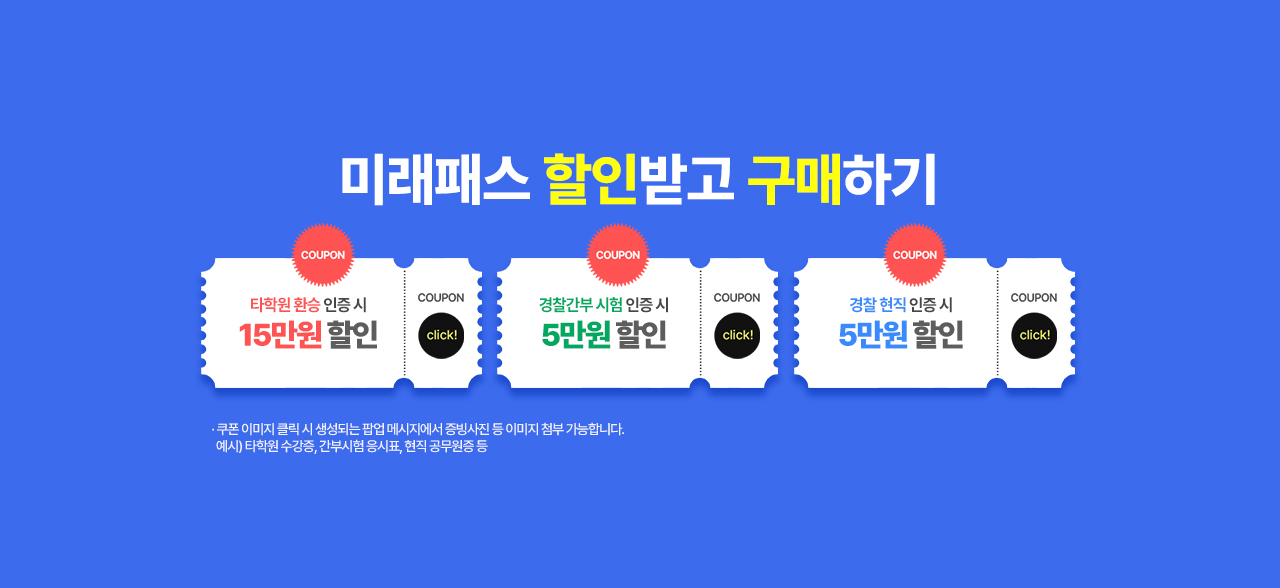 미래패스 할인받고 구매하기
COUPON
타학원 환승 인증 시
15만원 할인
COUPON
click!
COUPON
경찰간부 시험 인증 시
5만원 할인
COUPON
click!
COUPON
경찰 현직 인증 시
5만원 할인
COUPON
click!
· 쿠폰 이미지 클릭 시 생성되는 팝업 메시지에서 증빙사진 등 이미지 첨부 가능합니다.
예시) 타학원 수강증, 간부시험 응시표, 현직 공무원증 등